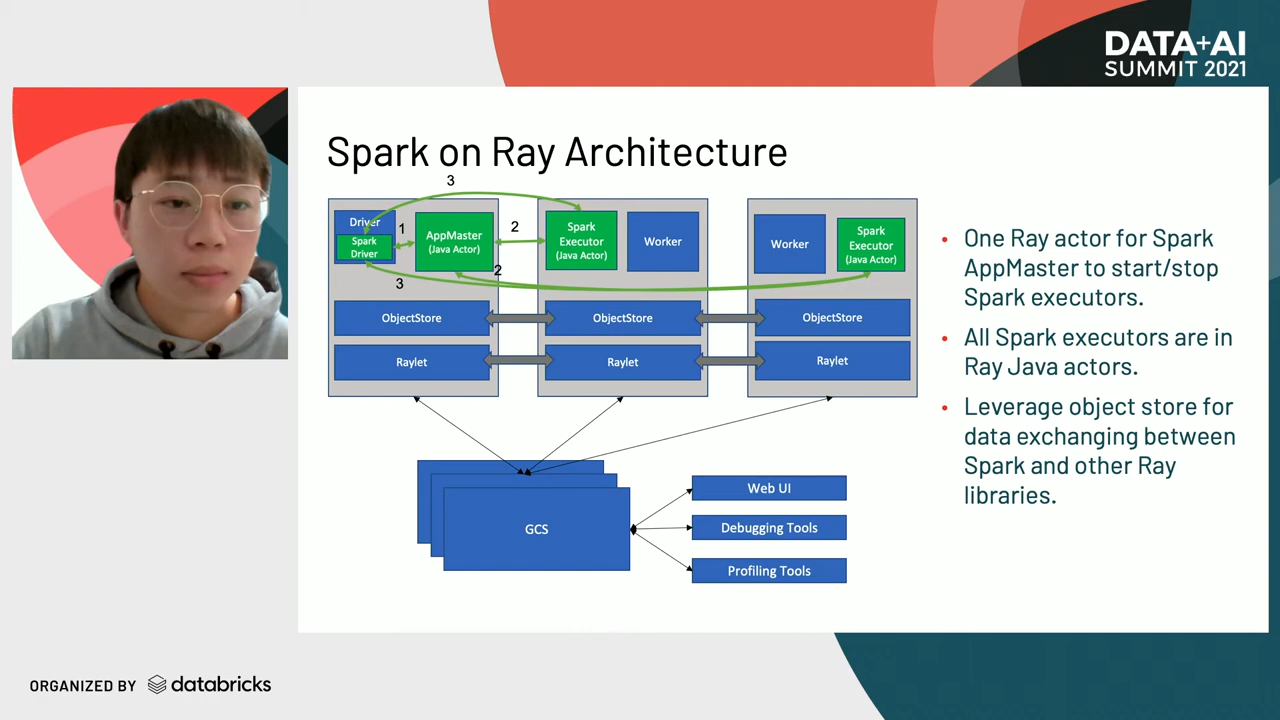 DATA+AI
SUMMIT 2021
Spark on Ray Architecture
3
Driver
Spark
Driver
1
AppMaster
(Java Actor)
2
Spark
Executor
(Java Actor)
Worker
Worker
Spark
Executor
(Java Actor)
2
3
ObjectStore
ObjectStore
ObjectStore
Raylet
Raylet
Raylet
GCS
Web UI
Debugging Tools
Profiling Tools
• One Ray actor for Spark
AppMaster to start/stop
Spark executors.
• All Spark executors are in
Ray Java actors.
• Leverage object store for
data exchanging between
Spark and other Ray
libraries.
ORGANIZED BY databricks